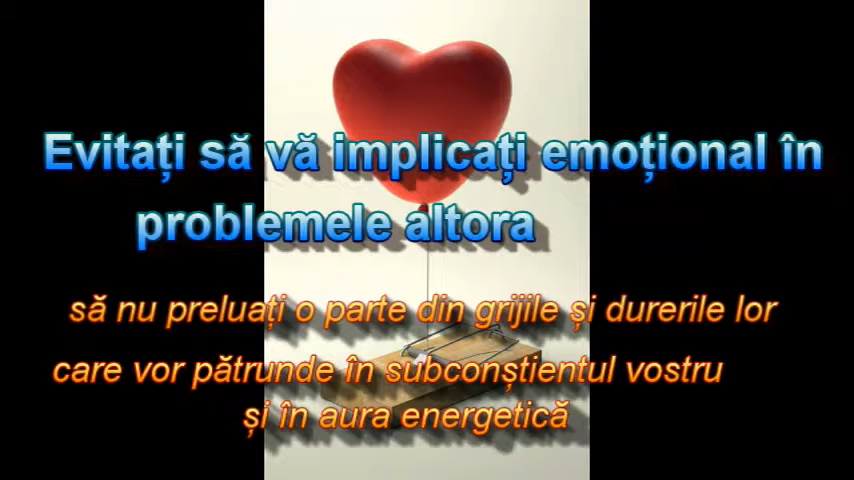 Evitați să vă implicați emoțional în
problemele altora
să nu preluați o parte din grijile și durerile lor
care vor pătrunde în subconștientul vostru
și în aura energetică